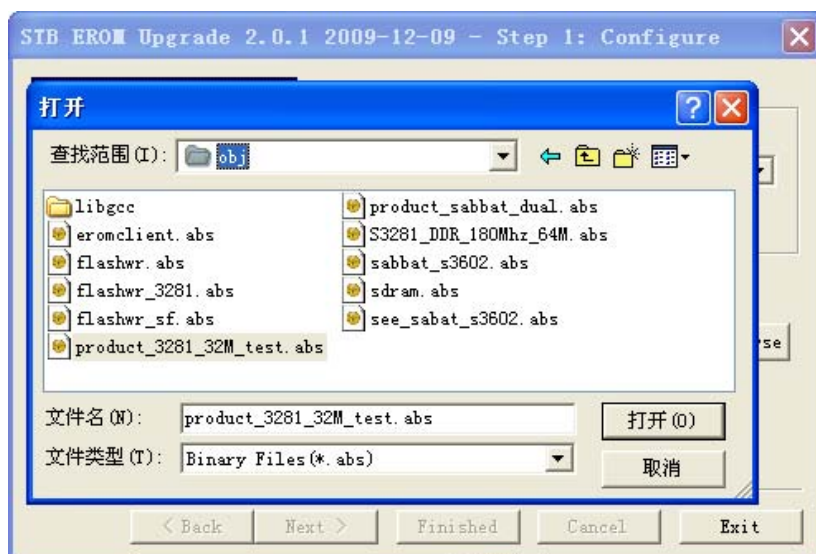 STB EROM Upgrade 2.0.1 2009-12-09 - Step 1: Configure
打开
查找范围(I): obj
libgcc
eromclient.abs
flashwr.abs
flashwr_3281.abs
flashwr_sf.abs
product_3281_32M_test.abs
product_sabbat_dual.abs
S3281_DDR_180Mhz_64M.abs
sabbat_s3602.abs
sdram.abs
see_sabat_s3602.abs
se
文件名(N): product_3281_32M_test.abs 打开(O)
文件类型(T): Binary Files(*.abs) 取消
< Back Next > Finished Cancel Exit